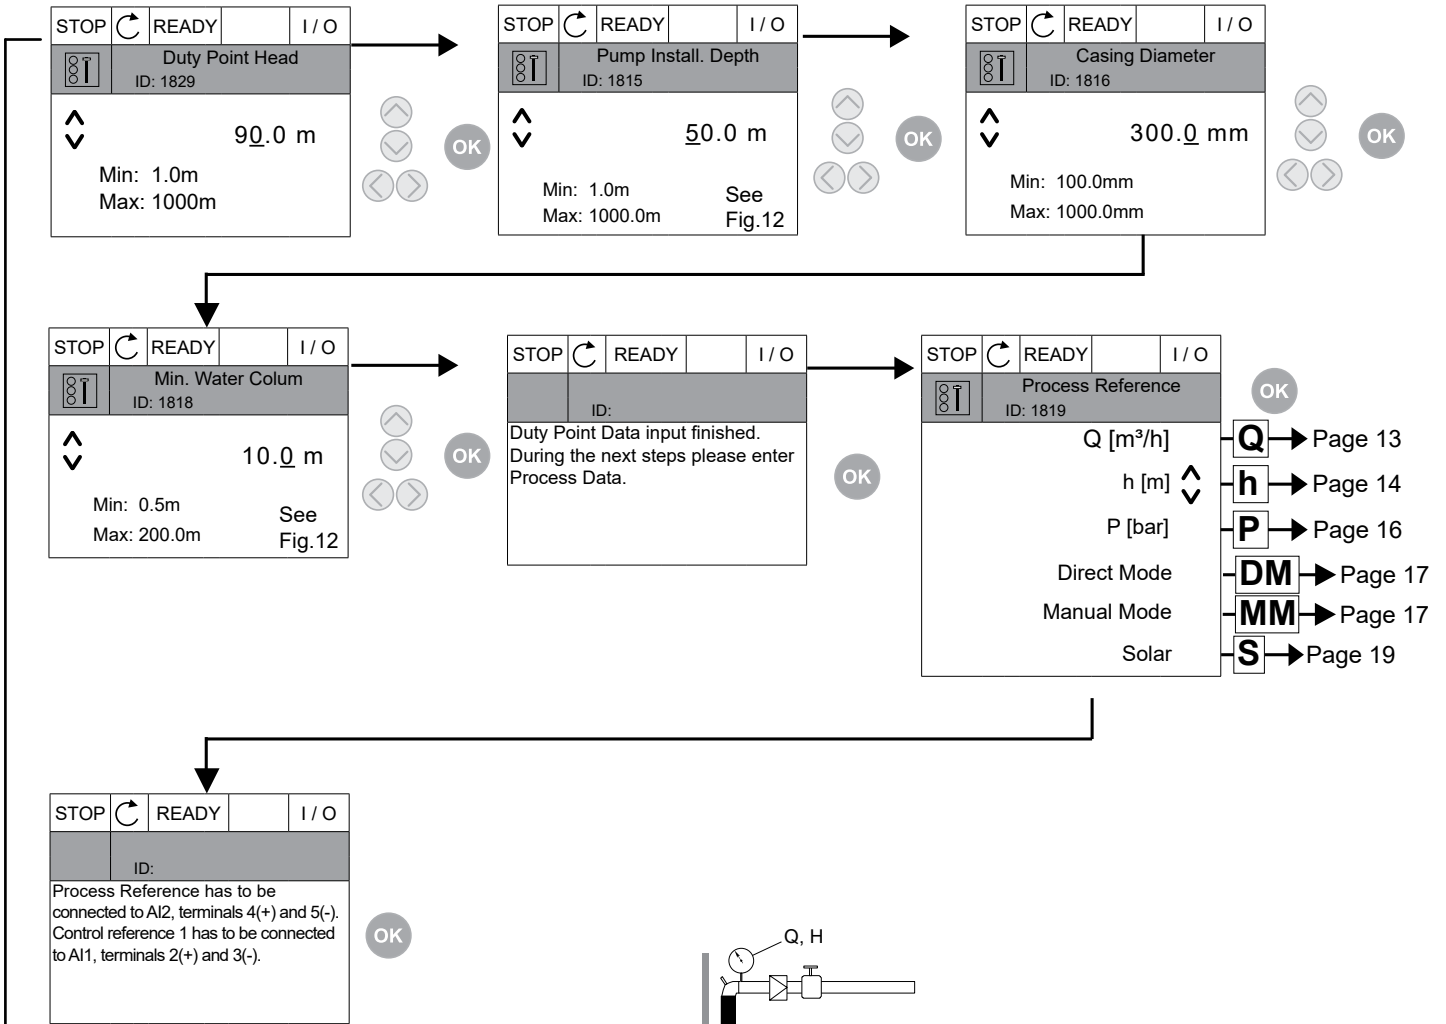 STOP READY I / O
Duty Point Head
ID: 1829
90.0 m
Min: 1.0m
Max: 1000m
OK
STOP READY I / O
Pump Install. Depth
ID: 1815
50.0 m
Min: 1.0m
Max: 1000.0m
See
Fig.12
OK
STOP READY I / O
Casing Diameter
ID: 1816
300.0 mm
Min: 100.0mm
Max: 1000.0mm
OK
STOP READY I / O
Min. Water Colum
ID: 1818
10.0 m
Min: 0.5m
Max: 200.0m
See
Fig.12
OK
STOP READY I / O
ID:
Duty Point Data input finished.
During the next steps please enter
Process Data.
OK
STOP READY I / O
Process Reference
ID: 1819
OK
Q [m³/h] Q Page 13
h [m] h Page 14
P [bar] P Page 16
Direct Mode DM Page 17
Manual Mode MM Page 17
Solar S Page 19
STOP READY I / O
ID:
Process Reference has to be
connected to AI2, terminals 4(+) and 5(-).
Control reference 1 has to be connected
to AI1, terminals 2(+) and 3(-).
OK
Q, H